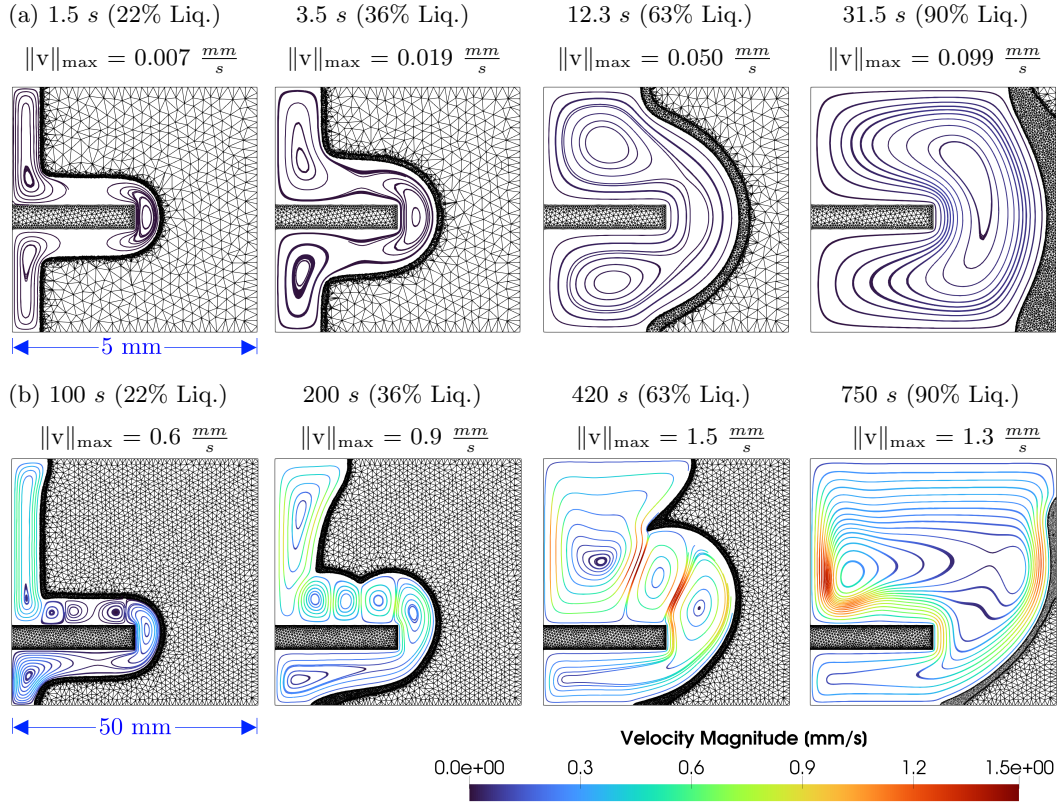 (a) 1.5 s (22% Liq.) 3.5 s (36% Liq.) 12.3 s (63% Liq.) 31.5 s (90% Liq.)
‖v‖max = 0.007 mm/s ‖v‖max = 0.019 mm/s ‖v‖max = 0.050 mm/s ‖v‖max = 0.099 mm/s
5 mm
(b) 100 s (22% Liq.) 200 s (36% Liq.) 420 s (63% Liq.) 750 s (90% Liq.)
‖v‖max = 0.6 mm/s ‖v‖max = 0.9 mm/s ‖v‖max = 1.5 mm/s ‖v‖max = 1.3 mm/s
50 mm
Velocity Magnitude (mm/s)
0.0e+00 0.3 0.6 0.9 1.2 1.5e+00